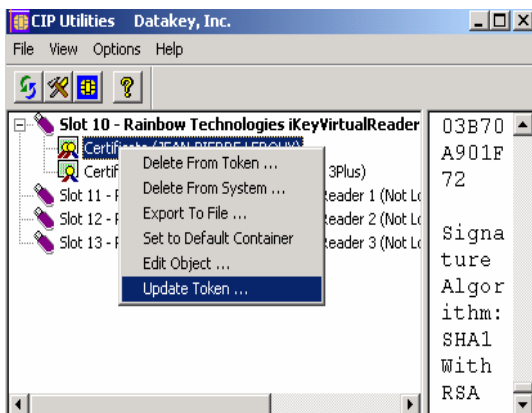 CIP Utilities Datakey, Inc.
File View Options Help
Slot 10 - Rainbow Technologies iKeyVirtualReader
Certificate (JEAN PIERRE LEROUX)
Certif 3Plus)
Slot 11 - F Reader 1 (Not Lo
Slot 12 - F Reader 2 (Not Lo
Slot 13 - F Reader 3 (Not Lo
Delete From Token ...
Delete From System ...
Export To File ...
Set to Default Container
Edit Object ...
Update Token ...
03B70
A901F
72
Signa
ture
Algor
ithm:
SHA1
With
RSA